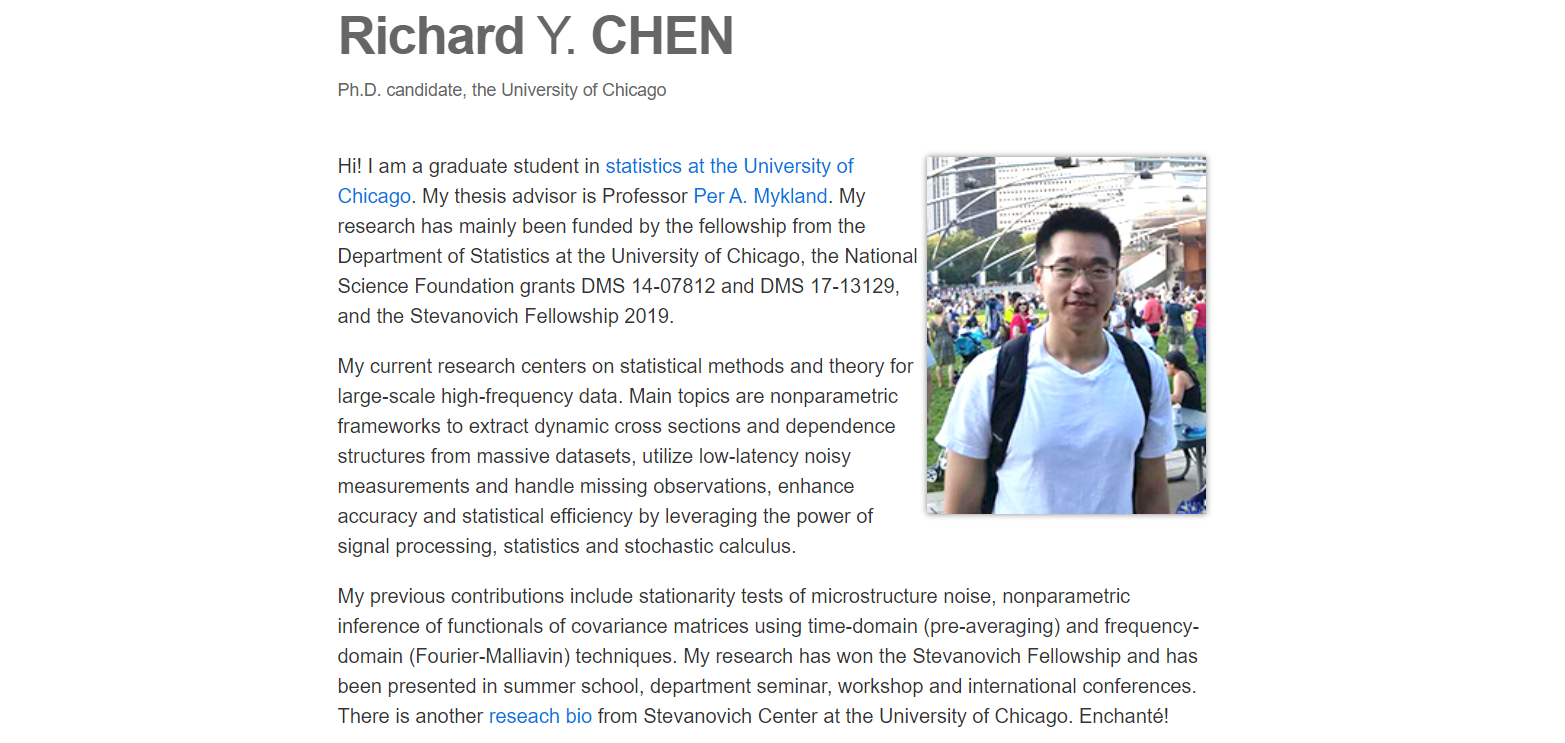 Richard Y. CHEN
Ph.D. candidate, the University of Chicago
Hi! I am a graduate student in statistics at the University of
Chicago. My thesis advisor is Professor Per A. Mykland. My
research has mainly been funded by the fellowship from the
Department of Statistics at the University of Chicago, the National
Science Foundation grants DMS 14-07812 and DMS 17-13129,
and the Stevanovich Fellowship 2019.
My current research centers on statistical methods and theory for
large-scale high-frequency data. Main topics are nonparametric
frameworks to extract dynamic cross sections and dependence
structures from massive datasets, utilize low-latency noisy
measurements and handle missing observations, enhance
accuracy and statistical efficiency by leveraging the power of
signal processing, statistics and stochastic calculus.
My previous contributions include stationarity tests of microstructure noise, nonparametric
inference of functionals of covariance matrices using time-domain (pre-averaging) and frequency-
domain (Fourier-Malliavin) techniques. My research has won the Stevanovich Fellowship and has
been presented in summer school, department seminar, workshop and international conferences.
There is another reseach bio from Stevanovich Center at the University of Chicago. Enchanté!